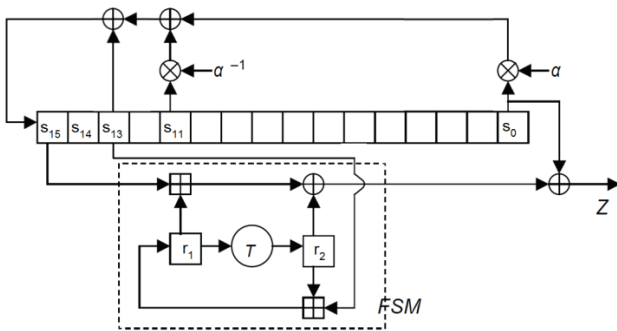 α⁻¹
α
s₁₅ s₁₄ s₁₃ s₁₁ s₀
Z
r₁ T r₂
FSM